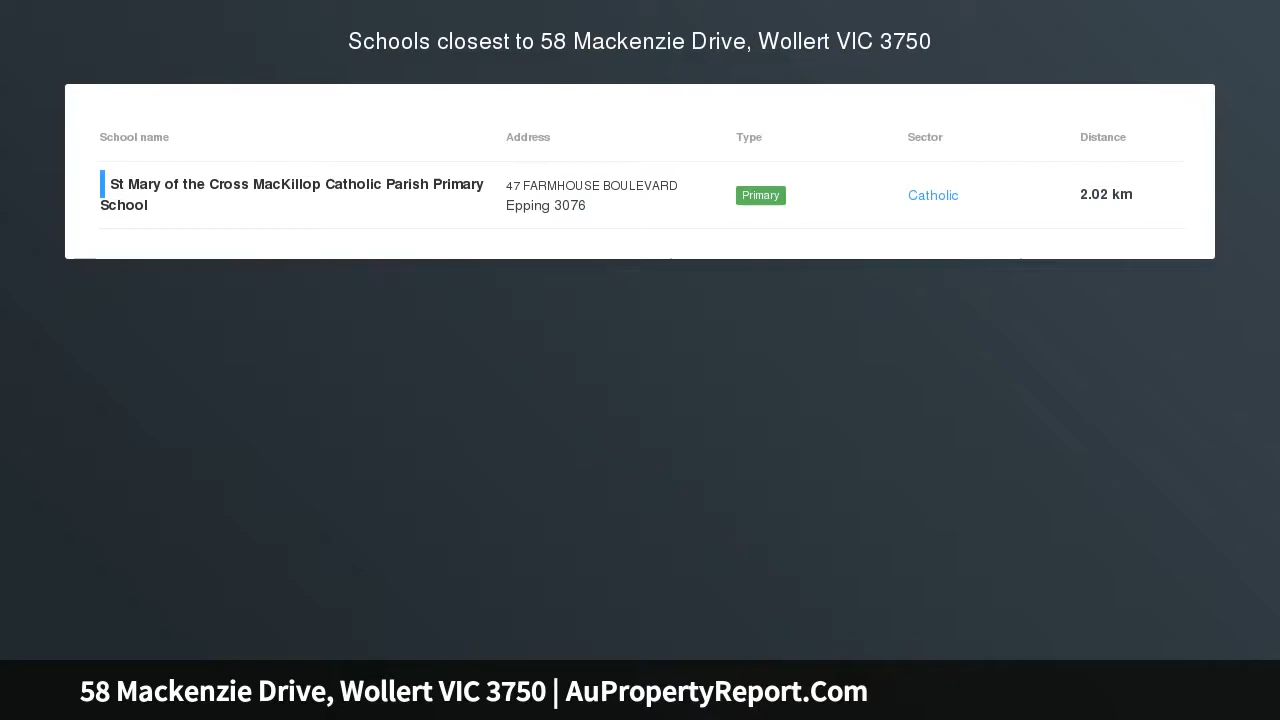 Schools closest to 58 Mackenzie Drive, Wollert VIC 3750
School name Address Type Sector Distance
St Mary of the Cross MacKillop Catholic Parish Primary
School
47 FARMHOUSE BOULEVARD
Epping 3076
Primary
Catholic
2.02 km
58 Mackenzie Drive, Wollert VIC 3750 | AuPropertyReport.Com